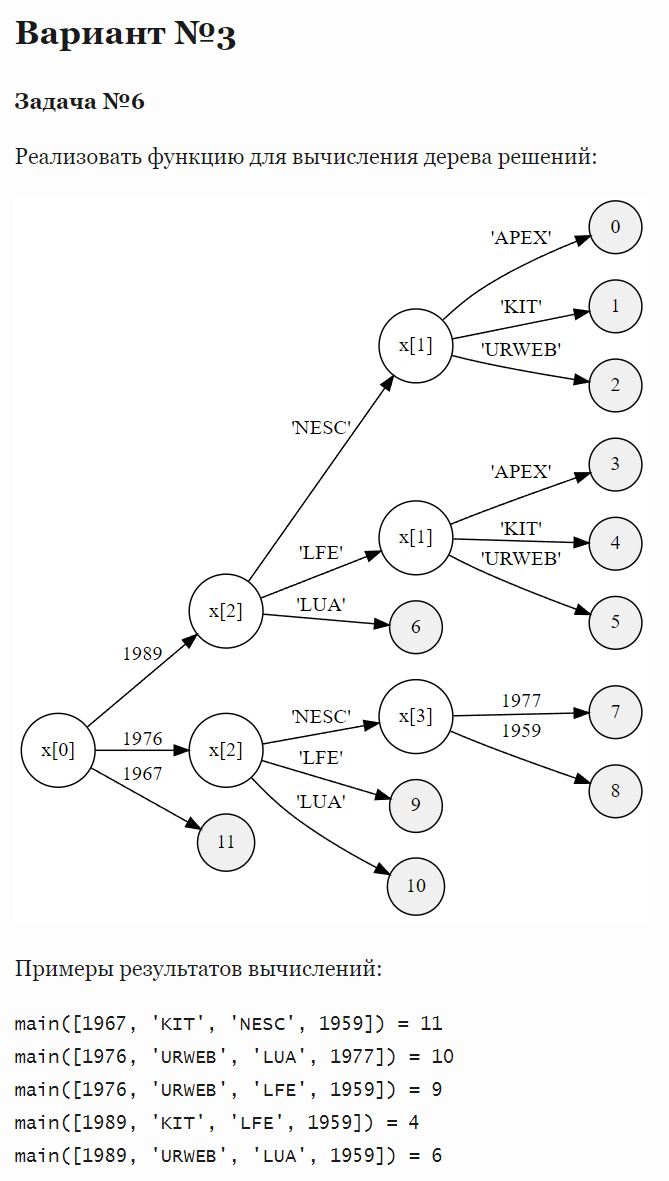 Вариант №3
Задача №6
Реализовать функцию для вычисления дерева решений:
'APEX'
0
'KIT'
1
x[1]
'URWEB'
2
'NESC'
'APEX'
3
'KIT'
4
x[1]
'LFE'
'URWEB'
5
x[2]
'LUA'
6
1989
'NESC'
x[3]
1977
7
1959
8
x[0]
1976
x[2]
'LFE'
9
1967
'LUA'
11
10
Примеры результатов вычислений:
main([1967, 'KIT', 'NESC', 1959]) = 11
main([1976, 'URWEB', 'LUA', 1977]) = 10
main([1976, 'URWEB', 'LFE', 1959]) = 9
main([1989, 'KIT', 'LFE', 1959]) = 4
main([1989, 'URWEB', 'LUA', 1959]) = 6